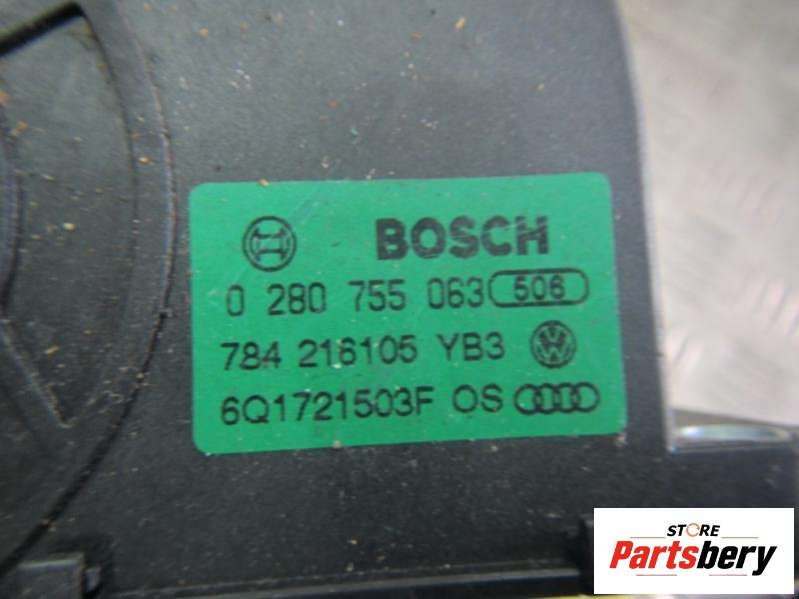 BOSCH
0 280 755 063 506
784 216105 YB3
6Q1721503F OS
STORE
Partsbery